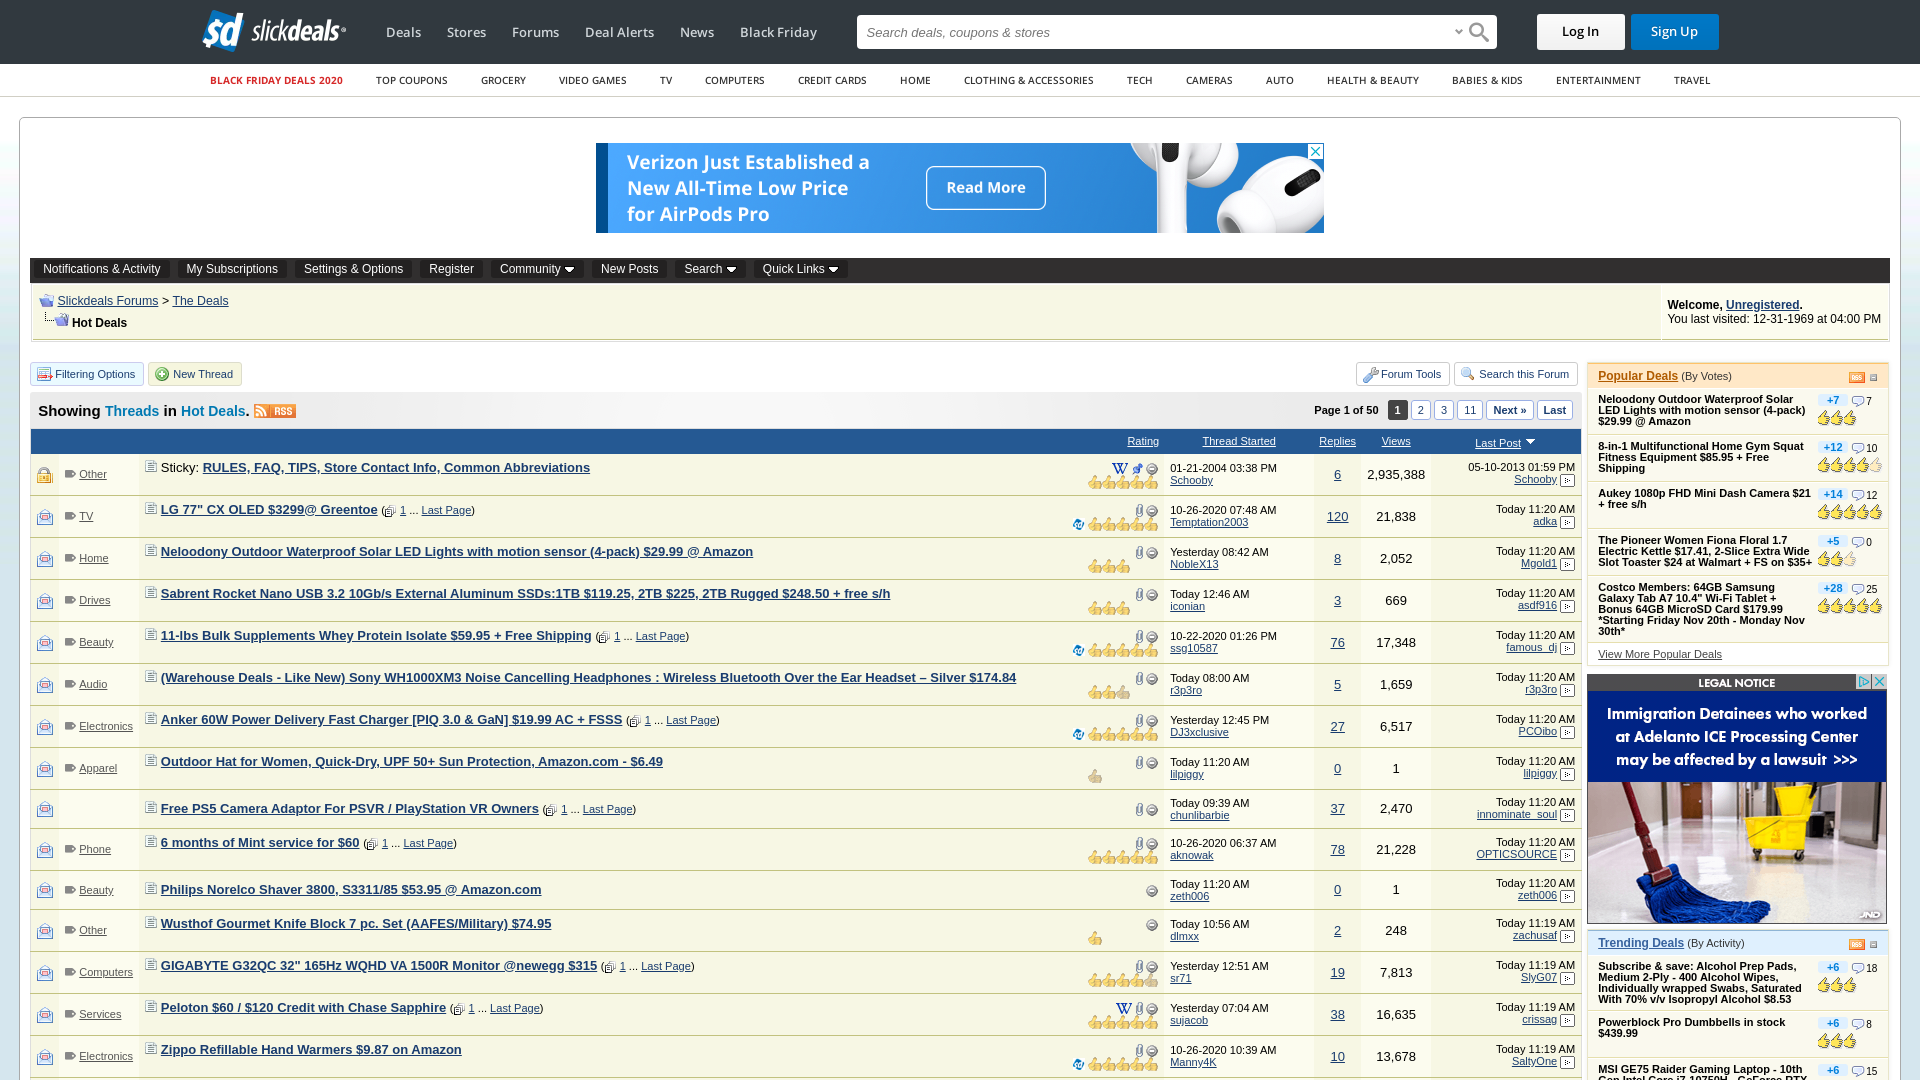 slickdeals
Deals
Stores
Forums
Deal Alerts
News
Black Friday
Search deals, coupons & stores
Log In
Sign Up
BLACK FRIDAY DEALS 2020
TOP COUPONS
GROCERY
VIDEO GAMES
TV
COMPUTERS
CREDIT CARDS
HOME
CLOTHING & ACCESSORIES
TECH
CAMERAS
AUTO
HEALTH & BEAUTY
BABIES & KIDS
ENTERTAINMENT
TRAVEL
Verizon Just Established a
New All-Time Low Price
for AirPods Pro
Read More
Notifications & Activity
My Subscriptions
Settings & Options
Register
Community
New Posts
Search
Quick Links
Slickdeals Forums > The Deals
Hot Deals
Welcome, Unregistered.
You last visited: 12-31-1969 at 04:00 PM
Filtering Options
New Thread
Forum Tools
Search this Forum
Showing Threads in Hot Deals. RSS
Page 1 of 50 1 2 3 11 Next » Last
Rating Thread Started Replies Views Last Post
Other Sticky: RULES, FAQ, TIPS, Store Contact Info, Common Abbreviations 01-21-2004 03:38 PM 6 2,935,388 05-10-2013 01:59 PM
Schooby Schooby
TV LG 77" CX OLED $3299@ Greentoe ( 1 ... Last Page) 10-26-2020 07:48 AM 120 21,838 Today 11:20 AM
Temptation2003 adka
Home Neloodony Outdoor Waterproof Solar LED Lights with motion sensor (4-pack) $29.99 @ Amazon Yesterday 08:42 AM 8 2,052 Today 11:20 AM
NobleX13 Mgold1
Drives Sabrent Rocket Nano USB 3.2 10Gb/s External Aluminum SSDs:1TB $119.25, 2TB $225, 2TB Rugged $248.50 + free s/h Today 12:46 AM 3 669 Today 11:20 AM
iconian asdf916
Beauty 11-lbs Bulk Supplements Whey Protein Isolate $59.95 + Free Shipping ( 1 ... Last Page) 10-22-2020 01:26 PM 76 17,348 Today 11:20 AM
ssg10587 famous_dj
Audio (Warehouse Deals - Like New) Sony WH1000XM3 Noise Cancelling Headphones : Wireless Bluetooth Over the Ear Headset – Silver $174.84 Today 08:00 AM 5 1,659 Today 11:20 AM
r3p3ro r3p3ro
Electronics Anker 60W Power Delivery Fast Charger [PIQ 3.0 & GaN] $19.99 AC + FSSS ( 1 ... Last Page) Yesterday 12:45 PM 27 6,517 Today 11:20 AM
DJ3xclusive PCOibo
Apparel Outdoor Hat for Women, Quick-Dry, UPF 50+ Sun Protection, Amazon.com - $6.49 Today 11:20 AM 0 1 Today 11:20 AM
lilpiggy lilpiggy
Free PS5 Camera Adaptor For PSVR / PlayStation VR Owners ( 1 ... Last Page) Today 09:39 AM 37 2,470 Today 11:20 AM
chunlibarbie innominate_soul
Phone 6 months of Mint service for $60 ( 1 ... Last Page) 10-26-2020 06:37 AM 78 21,228 Today 11:20 AM
aknowak OPTICSOURCE
Beauty Philips Norelco Shaver 3800, S3311/85 $53.95 @ Amazon.com Today 11:20 AM 0 1 Today 11:20 AM
zeth006 zeth006
Other Wusthof Gourmet Knife Block 7 pc. Set (AAFES/Military) $74.95 Today 10:56 AM 2 248 Today 11:19 AM
dlmxx zachusaf
Computers GIGABYTE G32QC 32" 165Hz WQHD VA 1500R Monitor @newegg $315 ( 1 ... Last Page) Yesterday 12:51 AM 19 7,813 Today 11:19 AM
sr71 SlyG07
Services Peloton $60 / $120 Credit with Chase Sapphire ( 1 ... Last Page) Yesterday 07:04 AM 38 16,635 Today 11:19 AM
sujacob crissag
Electronics Zippo Refillable Hand Warmers $9.87 on Amazon 10-26-2020 10:39 AM 10 13,678 Today 11:19 AM
Manny4K SaltyOne
Popular Deals (By Votes)
Neloodony Outdoor Waterproof Solar +7 7
LED Lights with motion sensor (4-pack)
$29.99 @ Amazon
8-in-1 Multifunctional Home Gym Squat +12 10
Fitness Equipment $85.95 + Free
Shipping
Aukey 1080p FHD Mini Dash Camera $21 +14 12
+ free s/h
The Pioneer Women Fiona Floral 1.7 +5 0
Electric Kettle $17.41, 2-Slice Extra Wide
Slot Toaster $24 at Walmart + FS on $35+
Costco Members: 64GB Samsung +28 25
Galaxy Tab A7 10.4" Wi-Fi Tablet +
Bonus 64GB MicroSD Card $179.99
*Starting Friday Nov 20th - Monday Nov
30th*
View More Popular Deals
LEGAL NOTICE
Immigration Detainees who worked
at Adelanto ICE Processing Center
may be affected by a lawsuit >>>
JND
Trending Deals (By Activity)
Subscribe & save: Alcohol Prep Pads, +6 18
Medium 2-Ply - 400 Alcohol Wipes,
Individually wrapped Swabs, Saturated
With 70% v/v Isopropyl Alcohol $8.53
Powerblock Pro Dumbbells in stock +6 8
$439.99
MSI GE75 Raider Gaming Laptop - 10th +6 15